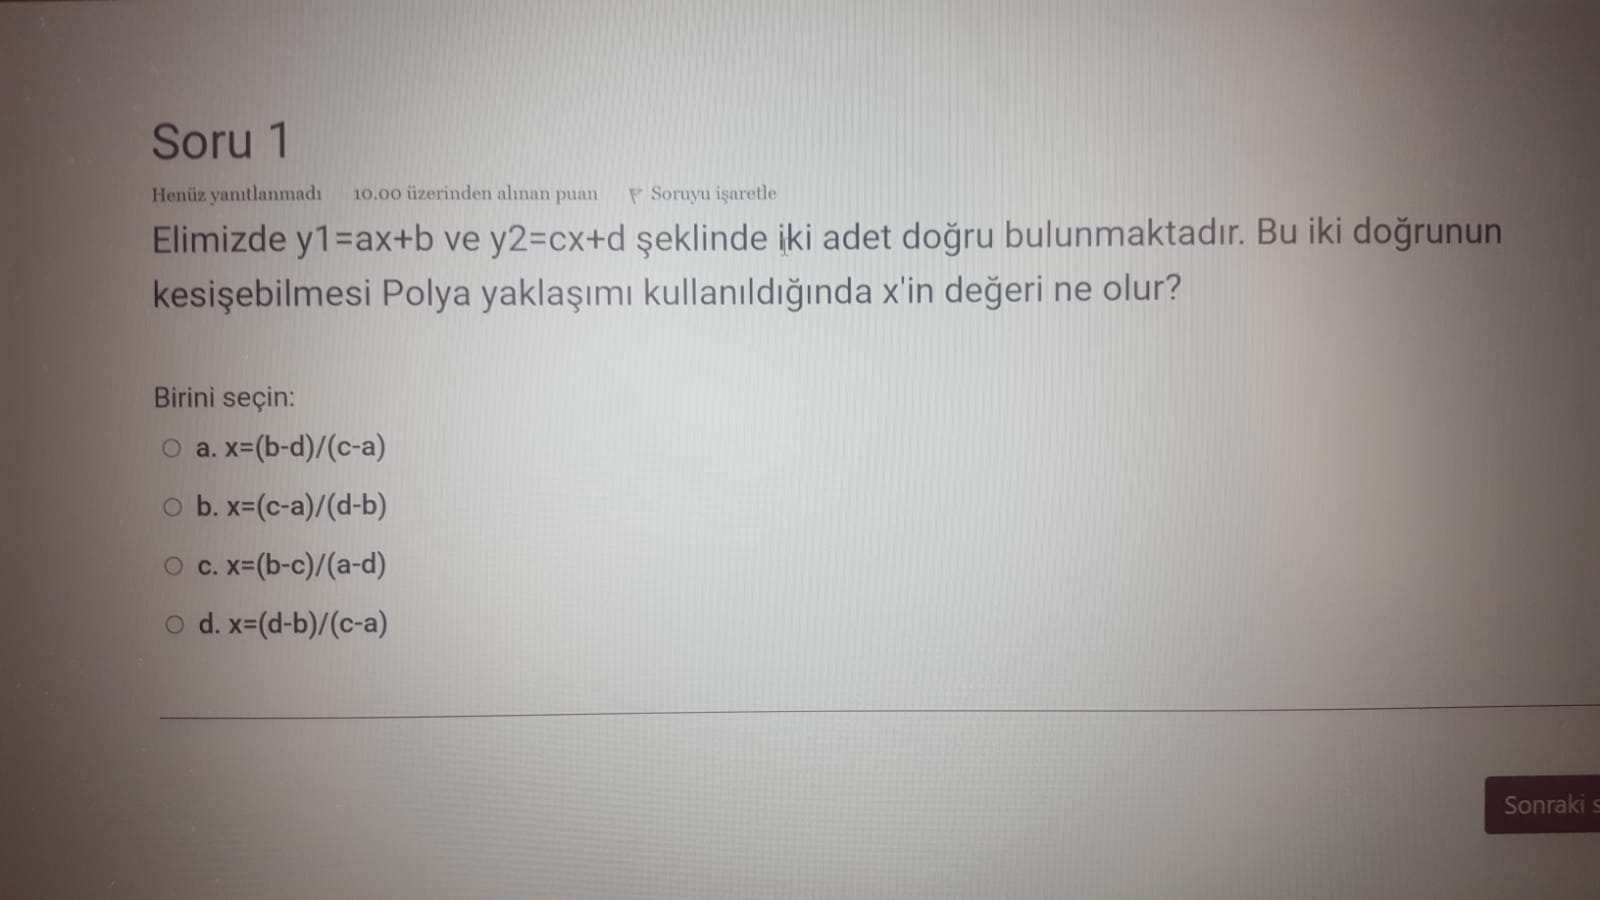 Soru 1
Henüz yanıtlanmadı 10.00 üzerinden alınan puan Soruyu işaretle
Elimizde y1=ax+b ve y2=cx+d şeklinde iki adet doğru bulunmaktadır. Bu iki doğrunun
kesişebilmesi Polya yaklaşımı kullanıldığında x'in değeri ne olur?
Birini seçin:
a. x=(b-d)/(c-a)
b. x=(c-a)/(d-b)
c. x=(b-c)/(a-d)
d. x=(d-b)/(c-a)
Sonraki s